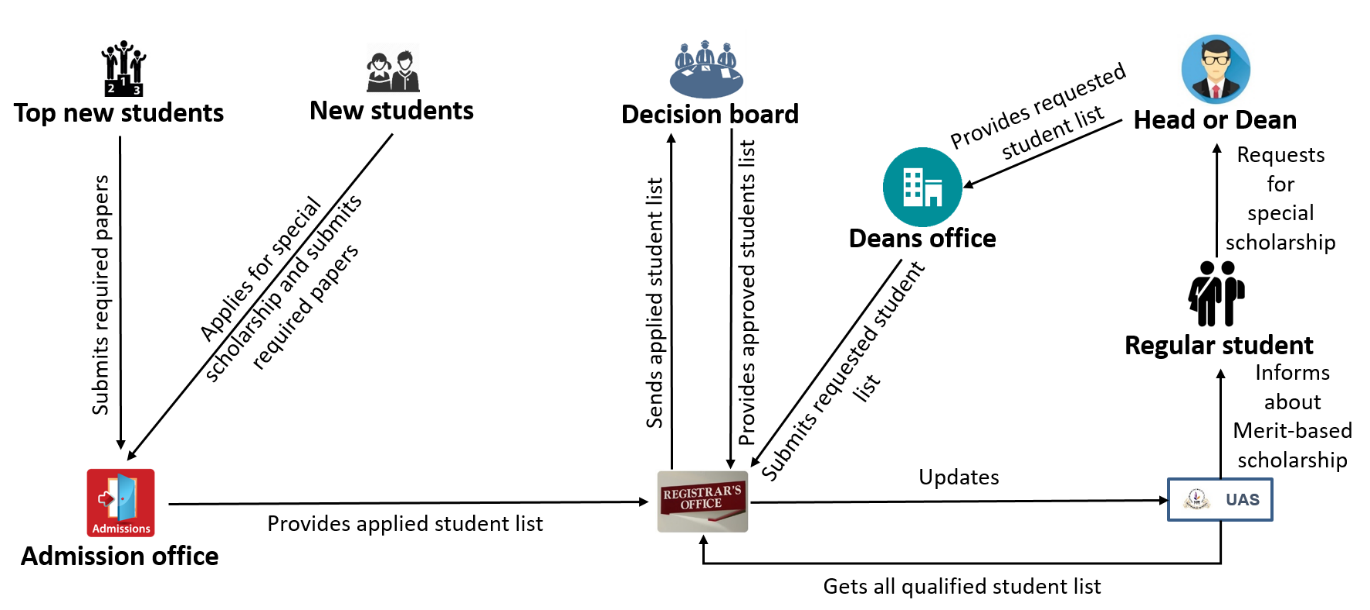 2 1 3
Top new students
New students
Decision board
Head or Dean
Provides requested
student list
Requests
for
special
scholarship
Deans office
Submits required papers
Applies for special
scholarship and submits
required papers
Sends applied student list
Provides approved students list
Submits requested student
list
Regular student
Informs
about
Merit-based
scholarship
Admissions
Admission office
Provides applied student list
REGISTRAR'S
OFFICE
Updates
UAS
Gets all qualified student list